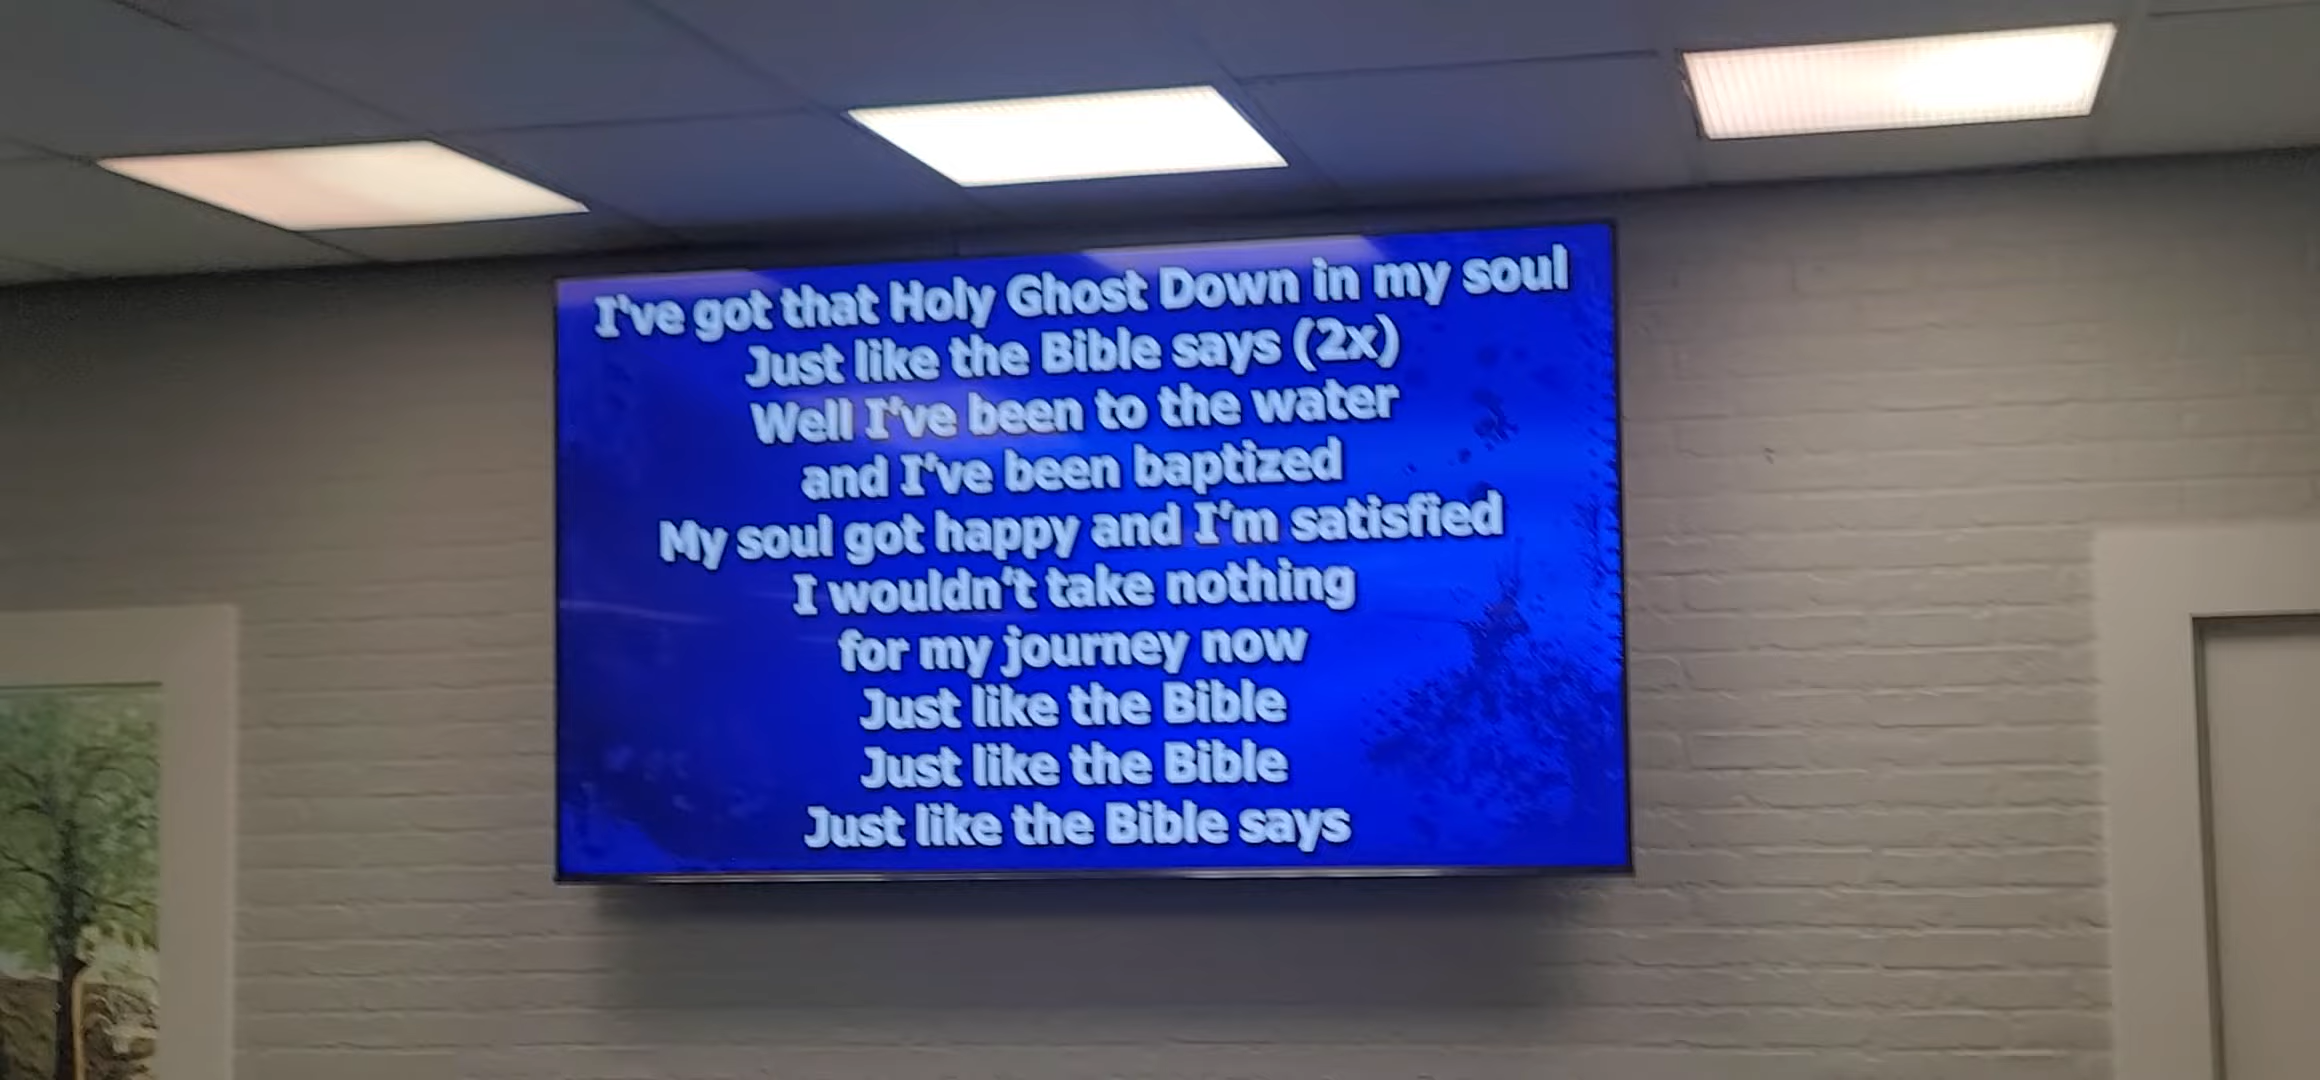 I've got that Holy Ghost Down in my soul
Just like the Bible says (2x)
Well I've been to the water
and I've been baptized
My soul got happy and I'm satisfied
I wouldn't take nothing
for my journey now
Just like the Bible
Just like the Bible
Just like the Bible says